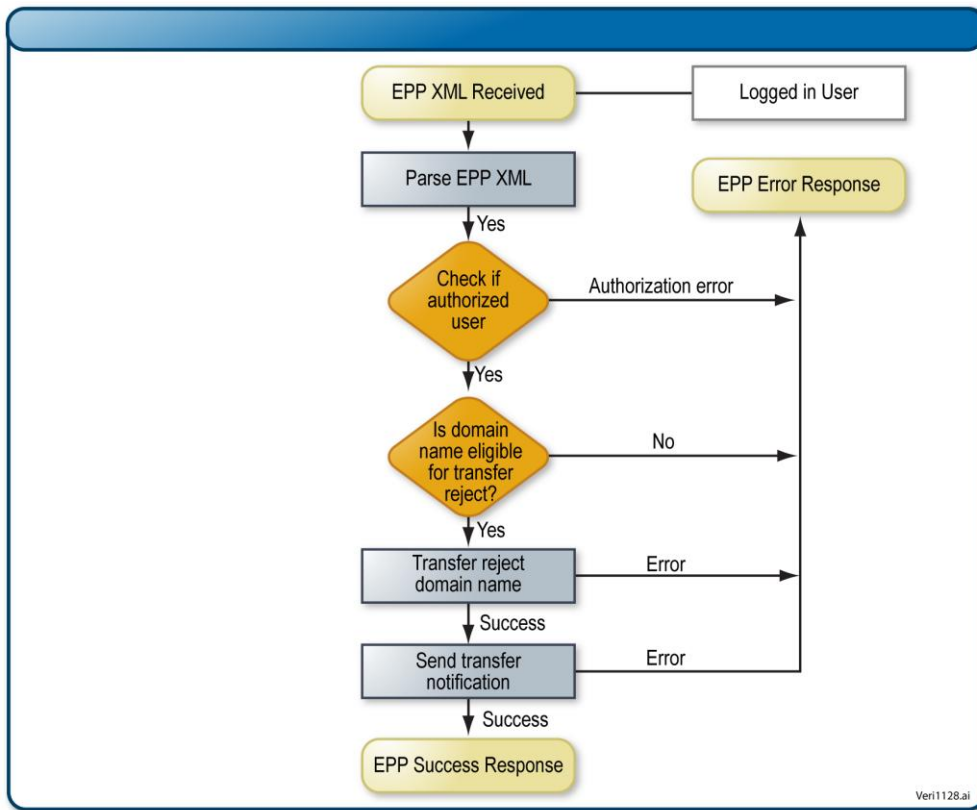 EPP XML Received
Logged in User
Parse EPP XML
EPP Error Response
Yes
Check if
authorized
user
Authorization error
Yes
Is domain
name eligible
for transfer
reject?
No
Yes
Transfer reject
domain name
Error
Success
Send transfer
notification
Error
Success
EPP Success Response
Veri1128.ai